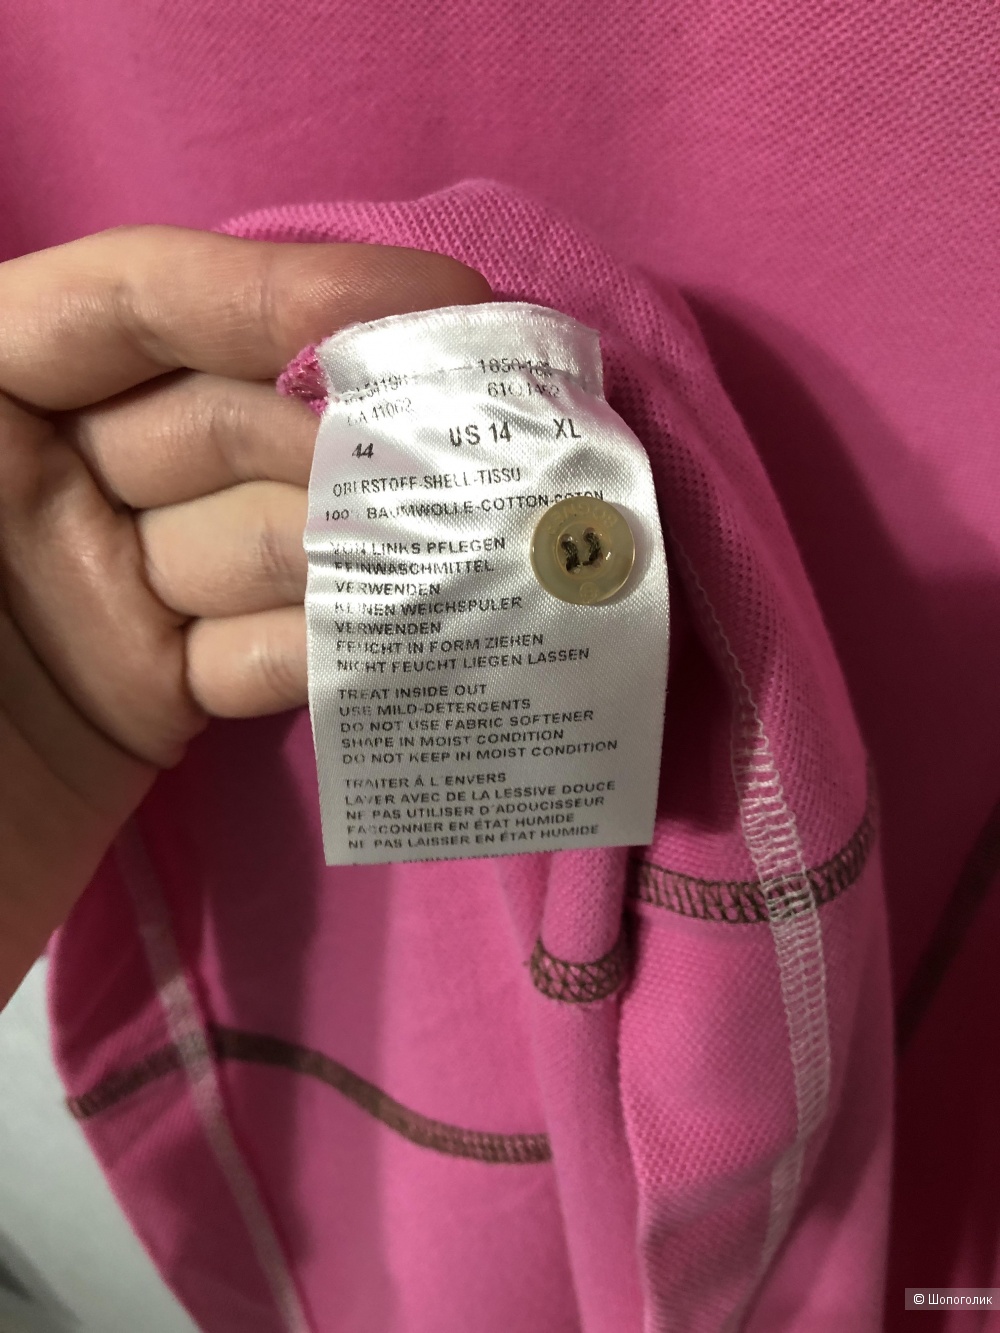 44 US 14 XL
OBERSTOFF-SHELL-TISSU
100 BAUMWOLLE-COTTON-COTON
VON LINKS PFLEGEN
FEINWASCHMITTEL
VERWENDEN
KEINEN WEICHSPÜLER
VERWENDEN
FEUCHT IN FORM ZIEHEN
NICHT FEUCHT LIEGEN LASSEN
TREAT INSIDE OUT
USE MILD-DETERGENTS
DO NOT USE FABRIC SOFTENER
SHAPE IN MOIST CONDITION
DO NOT KEEP IN MOIST CONDITION
TRAITER Á L'ENVERS
LAVER AVEC DE LA LESSIVE DOUCE
NE PAS UTILISER D'ADOUCISSEUR
FACCONNER EN ÉTAT HUMIDE
NE PAS LAISSER EN ÉTAT HUMIDE
© Шопоголик